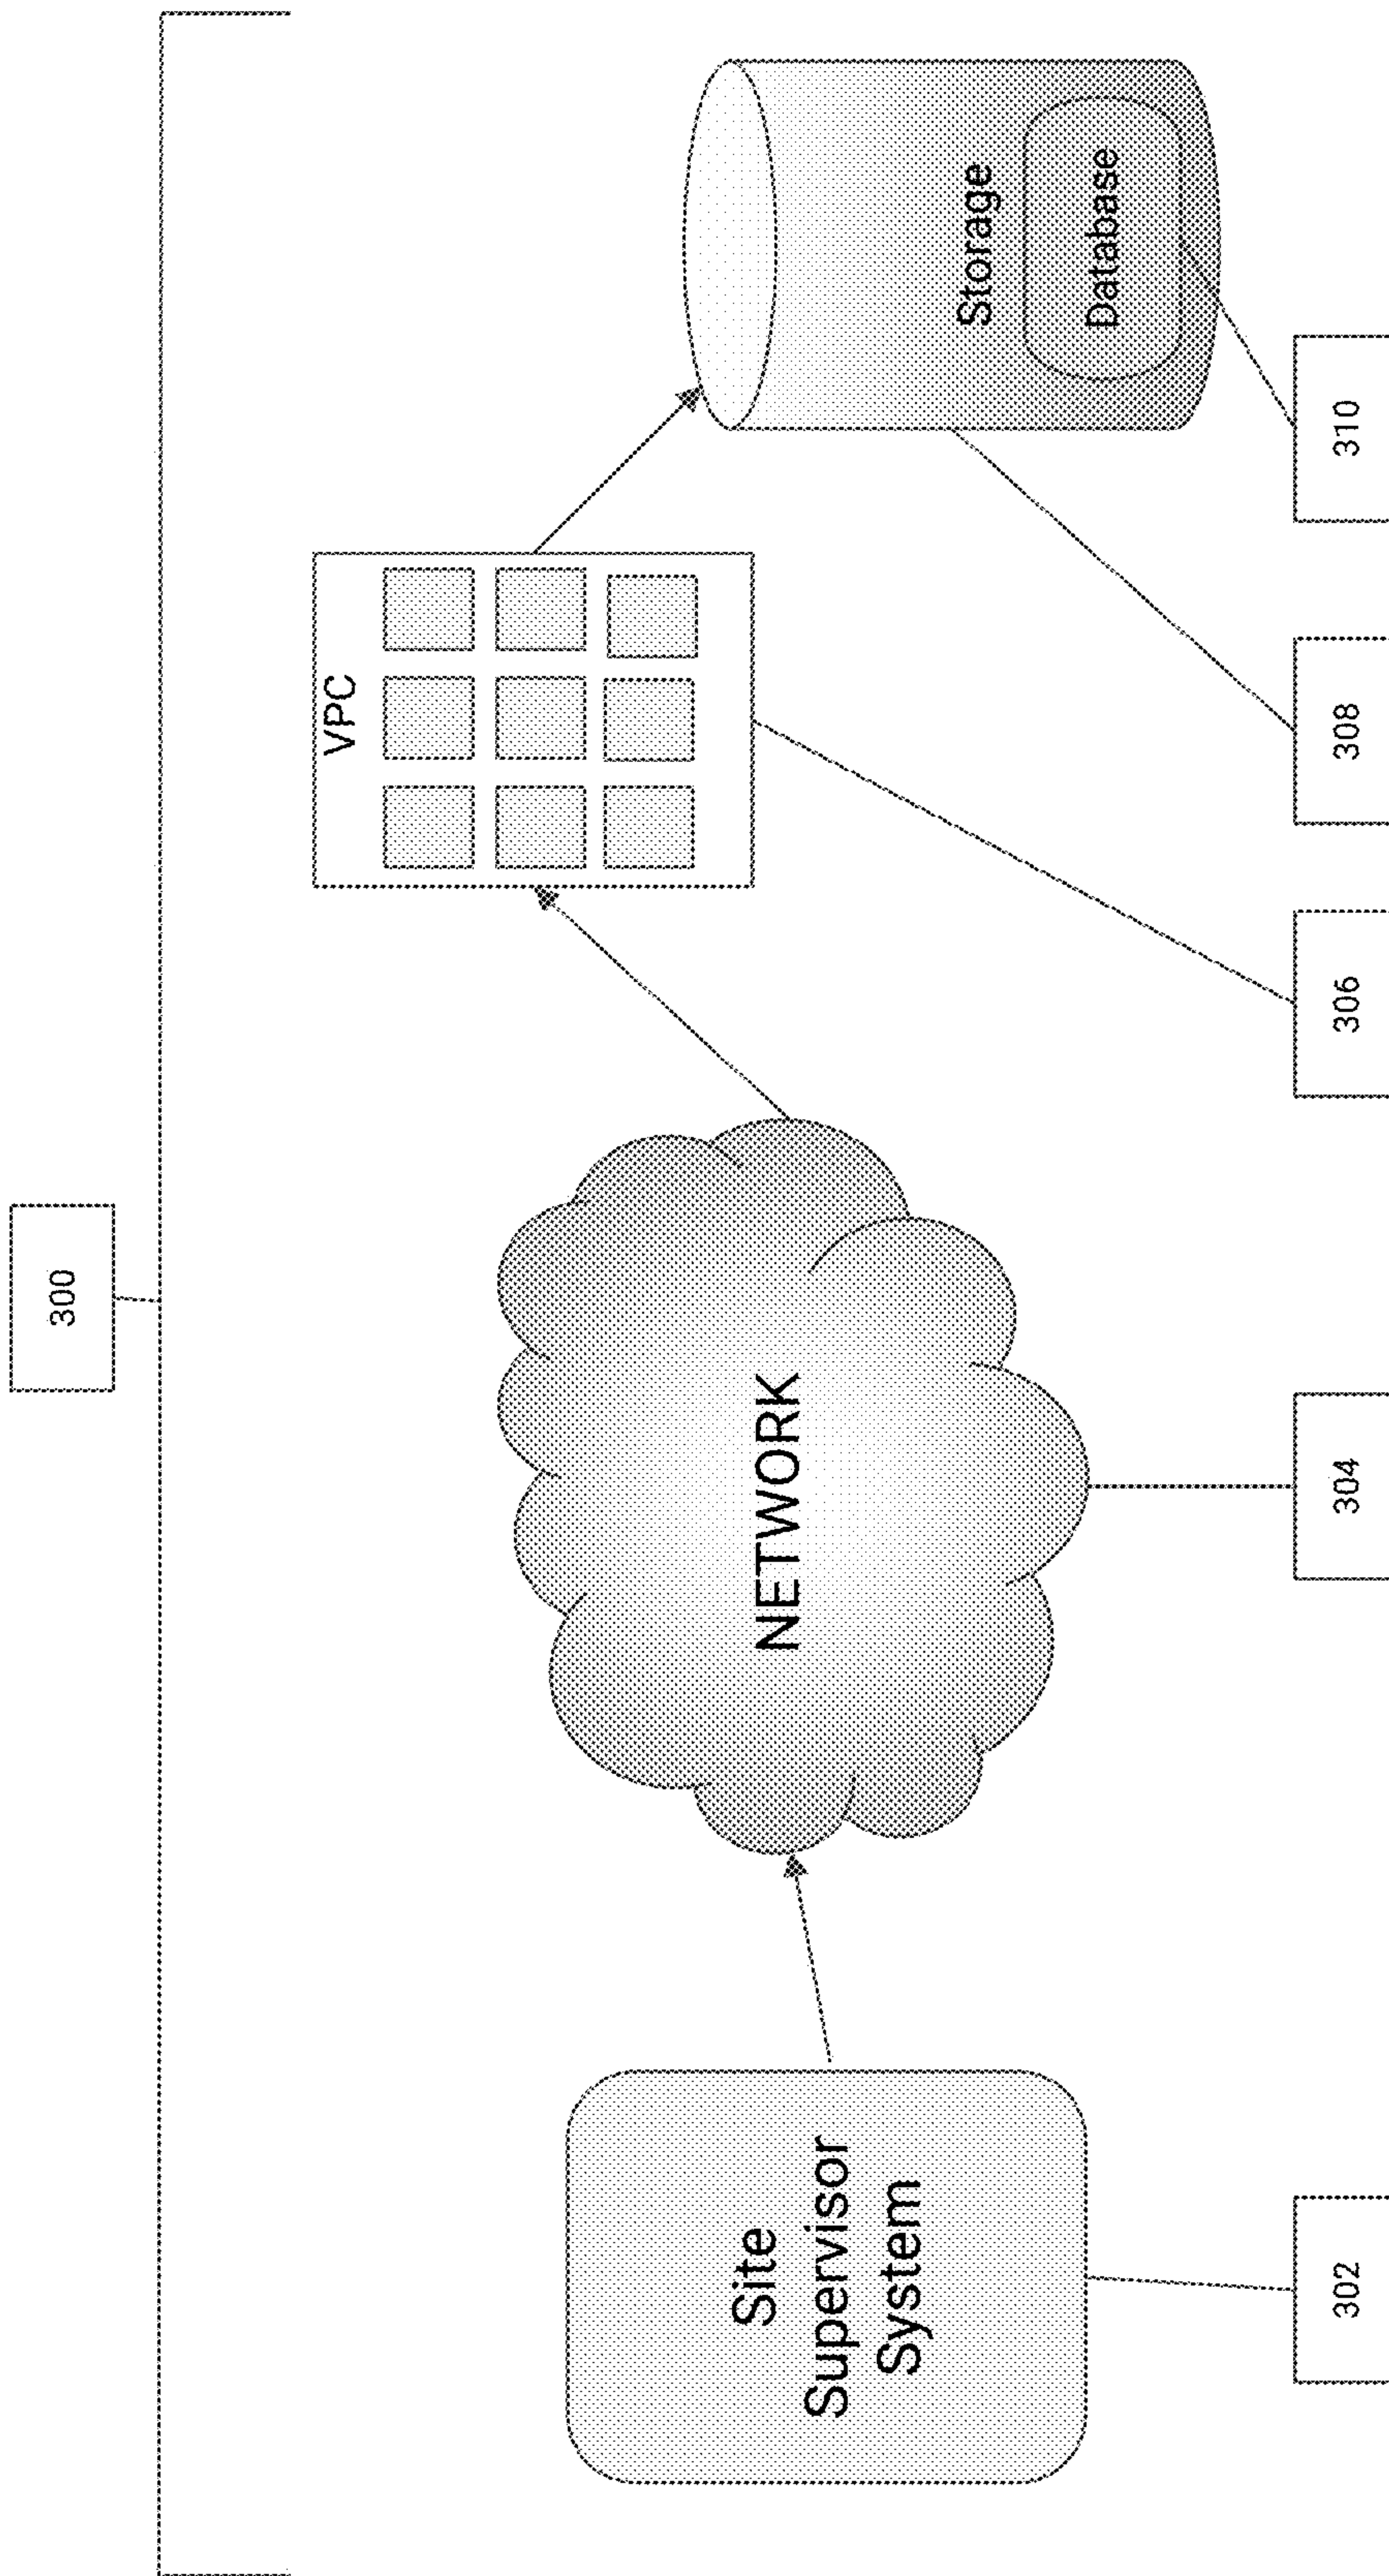 300
VPC
Storage
Database
NETWORK
Site
Supervisor
System
302
304
306
308
310